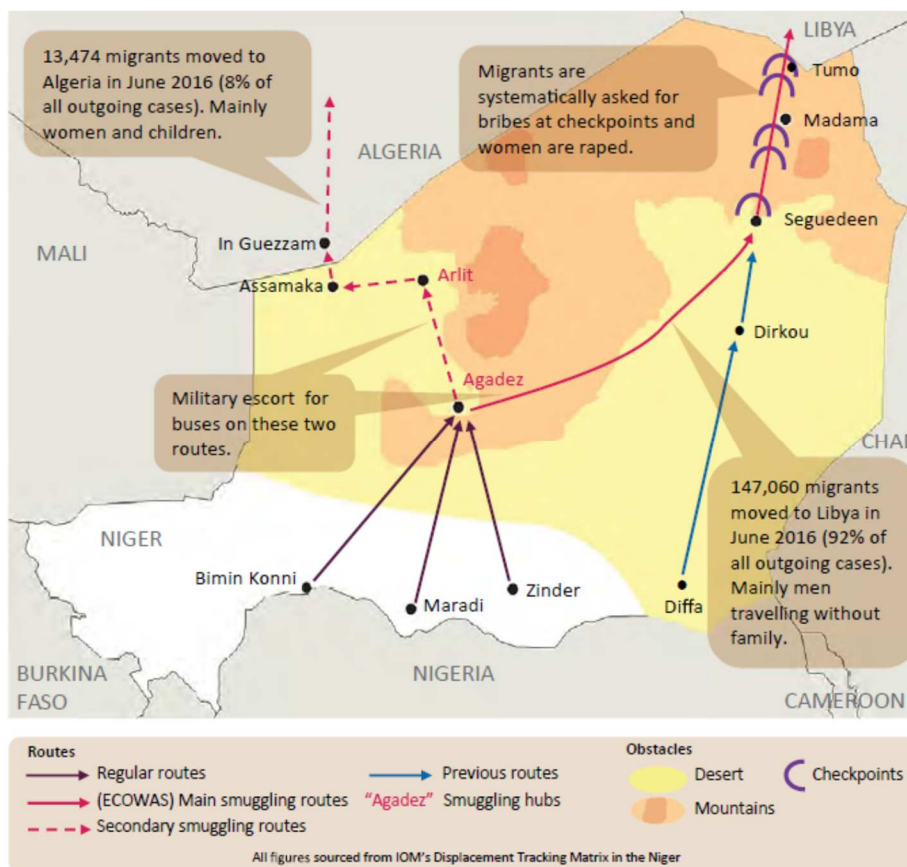 13,474 migrants moved to
Algeria in June 2016 (8% of
all outgoing cases). Mainly
women and children.
LIBYA
Migrants are
systematically asked for
bribes at checkpoints and
women are raped.
Tumo
Madama
ALGERIA
Seguedeen
In Guezzam
MALI
Assamaka
Arlit
Dirkou
Agadez
Military escort for
buses on these two
routes.
CHAD
147,060 migrants
moved to Libya in
June 2016 (92% of
all outgoing cases).
Mainly men
travelling without
family.
NIGER
Bimin Konni
Maradi
Zinder
Diffa
BURKINA
FASO
NIGERIA
CAMEROON
Routes
Regular routes
(ECOWAS) Main smuggling routes
Secondary smuggling routes
Previous routes
"Agadez" Smuggling hubs
Obstacles
Desert
Mountains
Checkpoints
All figures sourced from IOM's Displacement Tracking Matrix in the Niger